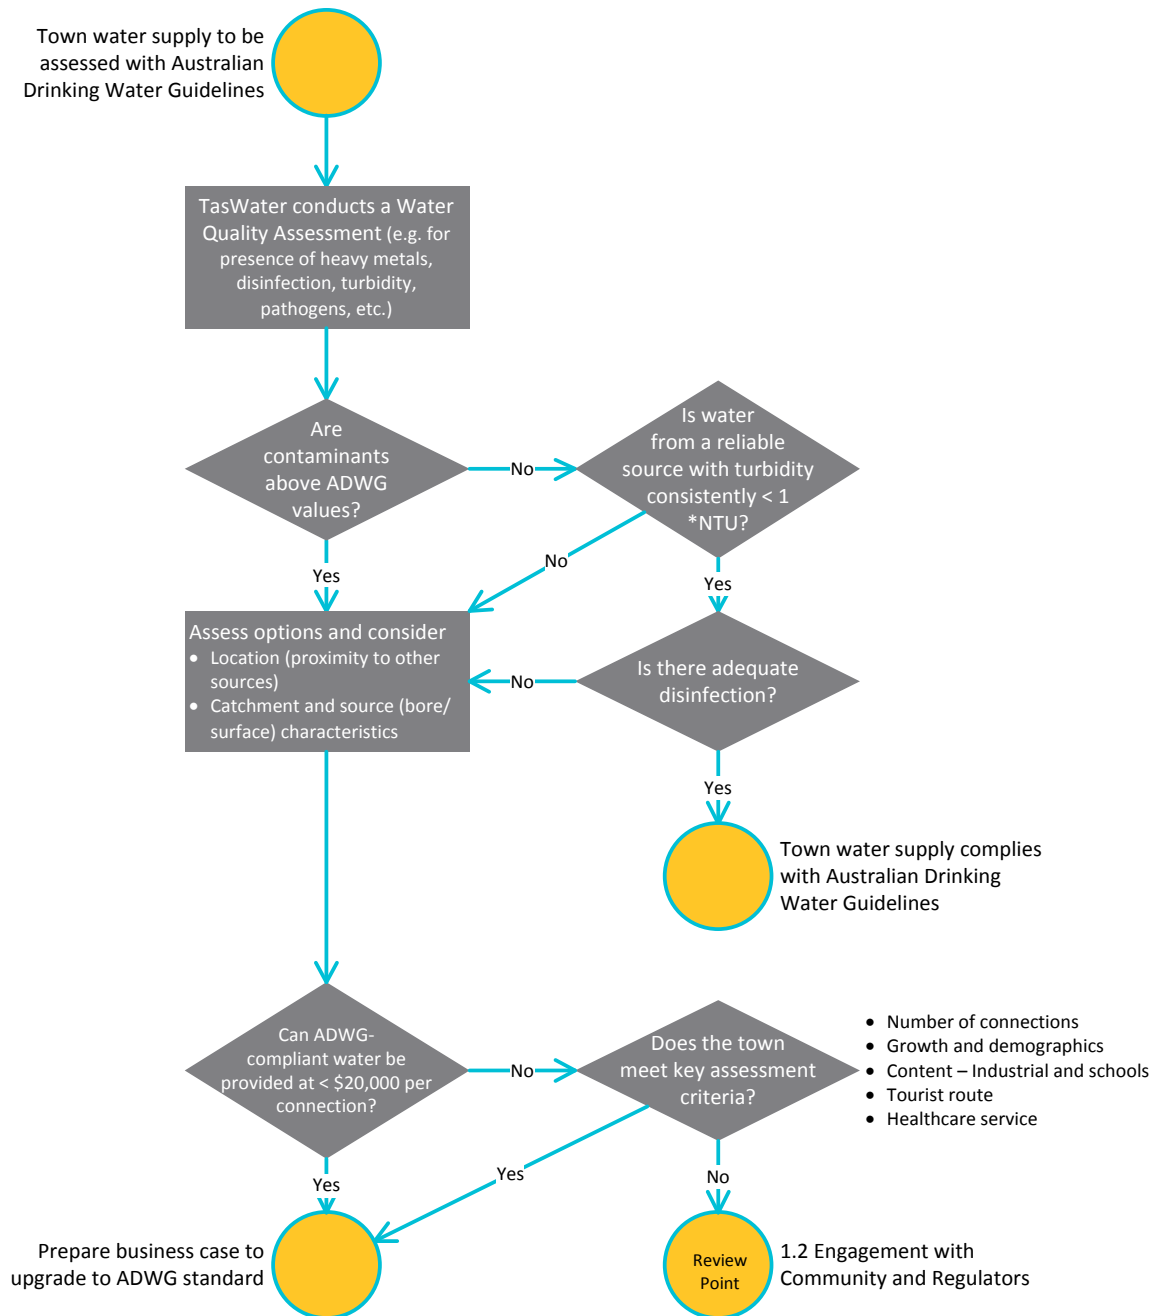 Town water supply to be
assessed with Australian
Drinking Water Guidelines
TasWater conducts a Water
Quality Assessment (e.g. for
presence of heavy metals,
disinfection, turbidity,
pathogens, etc.)
Are
contaminants
above ADWG
values?
No
Is water
from a reliable
source with turbidity
consistently < 1
*NTU?
Yes
No
Yes
Assess options and consider
• Location (proximity to other
sources)
• Catchment and source (bore/
surface) characteristics
No
Is there adequate
disinfection?
Yes
Town water supply complies
with Australian Drinking
Water Guidelines
Can ADWG-
compliant water be
provided at < $20,000 per
connection?
No
Does the town
meet key assessment
criteria?
• Number of connections
• Growth and demographics
• Content – Industrial and schools
• Tourist route
• Healthcare service
Yes
Yes
No
Prepare business case to
upgrade to ADWG standard
Review
Point
1.2 Engagement with
Community and Regulators